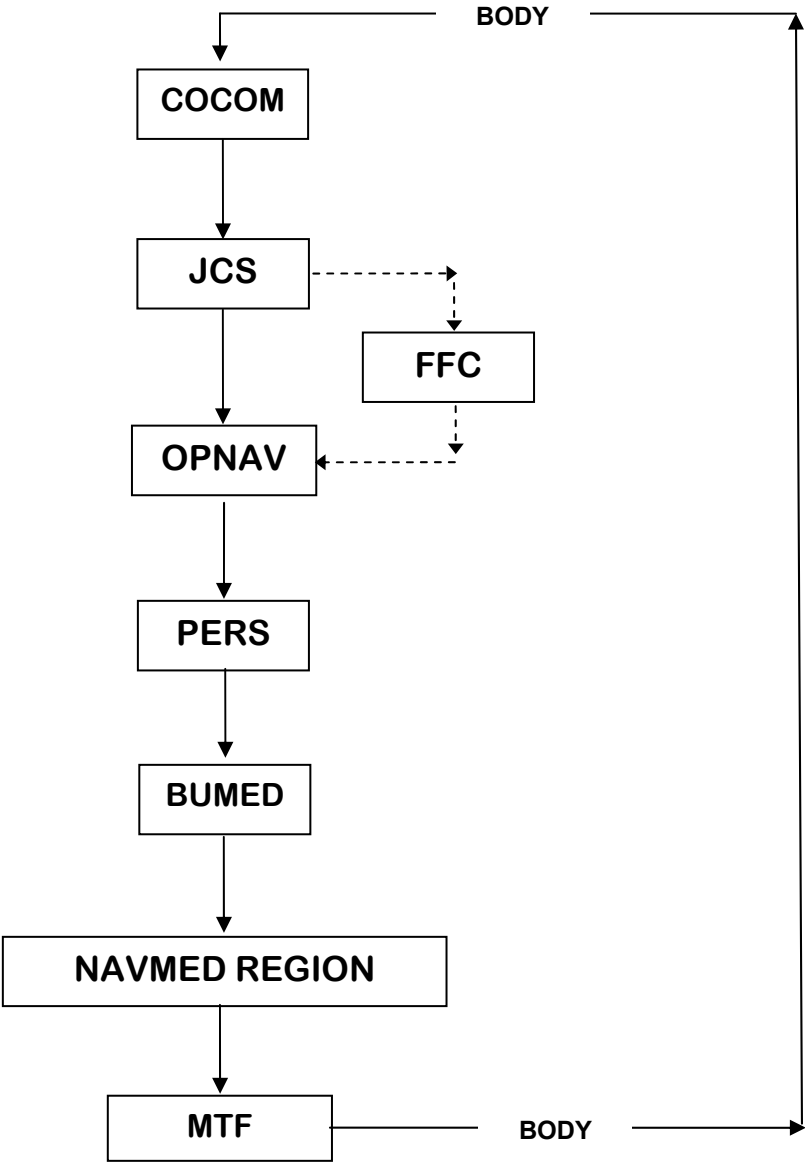 BODY
COCOM
JCS
FFC
OPNAV
PERS
BUMED
NAVMED REGION
MTF
BODY